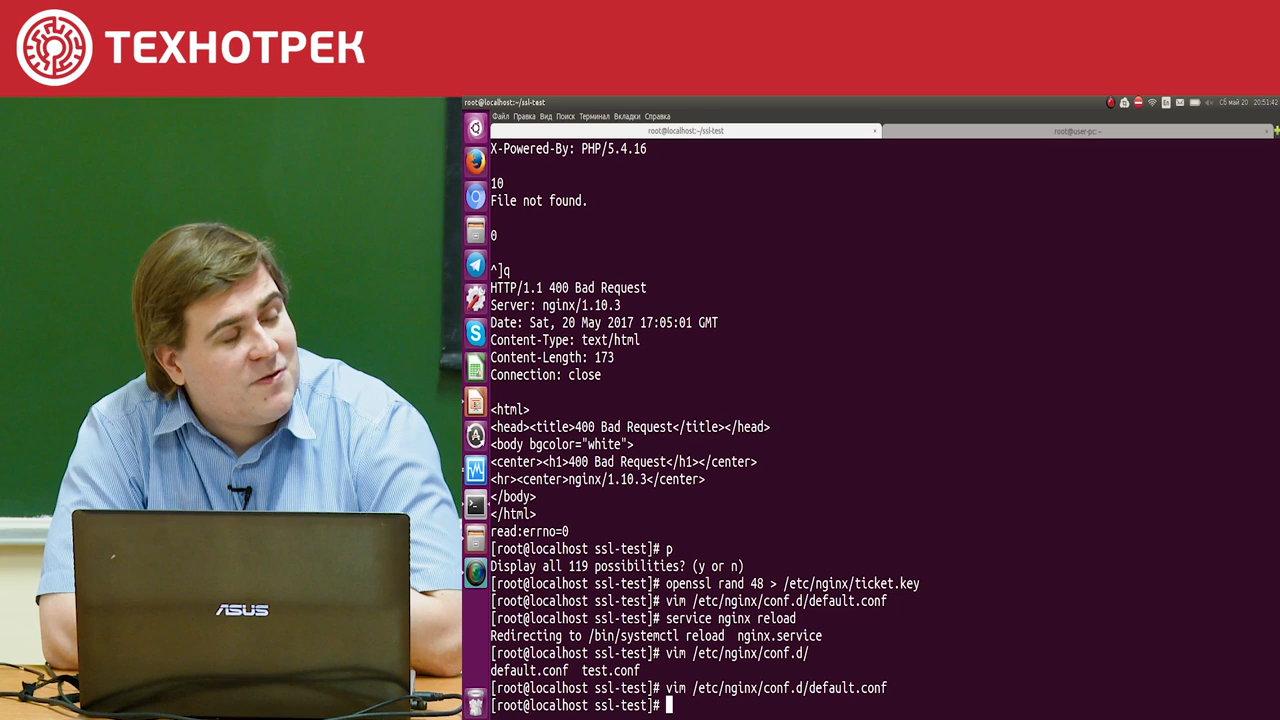 ТЕХНОТРЕК
root@localhost:~/ssl-test
En
Сб май 20 20:51:42
Файл Правка Вид Поиск Терминал Вкладки Справка
root@localhost:~/ssl-test × root@user-pc: ~ ×
X-Powered-By: PHP/5.4.16
10
File not found.
0
^]q
HTTP/1.1 400 Bad Request
Server: nginx/1.10.3
Date: Sat, 20 May 2017 17:05:01 GMT
Content-Type: text/html
Content-Length: 173
Connection: close
<html>
<head><title>400 Bad Request</title></head>
<body bgcolor="white">
<center><h1>400 Bad Request</h1></center>
<hr><center>nginx/1.10.3</center>
</body>
</html>
read:errno=0
[root@localhost ssl-test]# p
Display all 119 possibilities? (y or n)
[root@localhost ssl-test]# openssl rand 48 > /etc/nginx/ticket.key
[root@localhost ssl-test]# vim /etc/nginx/conf.d/default.conf
[root@localhost ssl-test]# service nginx reload
Redirecting to /bin/systemctl reload  nginx.service
[root@localhost ssl-test]# vim /etc/nginx/conf.d/
default.conf  test.conf
[root@localhost ssl-test]# vim /etc/nginx/conf.d/default.conf
[root@localhost ssl-test]#
ASUS